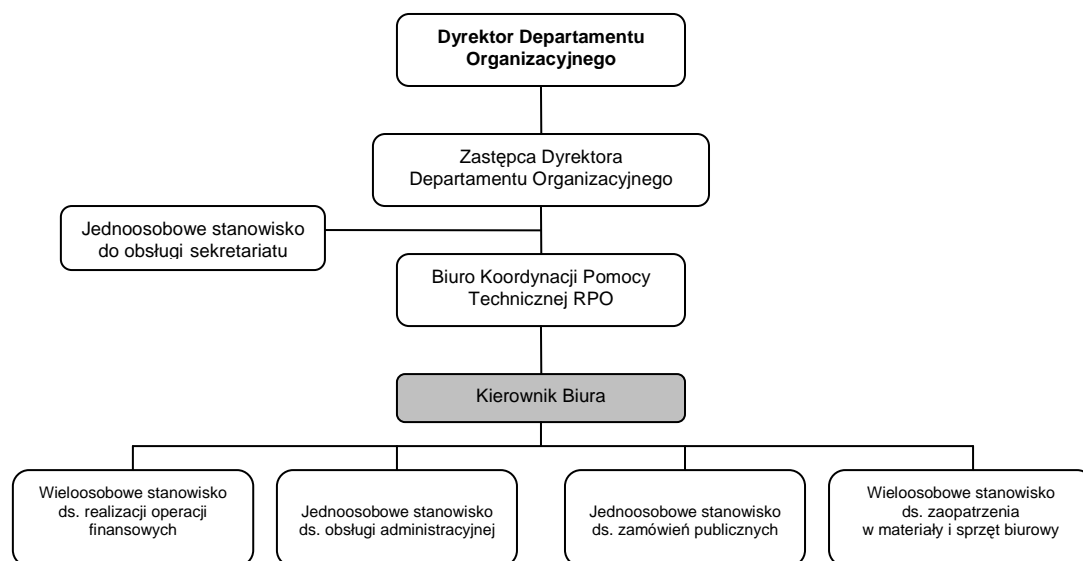 Dyrektor Departamentu
Organizacyjnego
Zastępca Dyrektora
Departamentu Organizacyjnego
Jednoosobowe stanowisko
do obsługi sekretariatu
Biuro Koordynacji Pomocy
Technicznej RPO
Kierownik Biura
Wieloosobowe stanowisko
ds. realizacji operacji
finansowych
Jednoosobowe stanowisko
ds. obsługi administracyjnej
Jednoosobowe stanowisko
ds. zamówień publicznych
Wieloosobowe stanowisko
ds. zaopatrzenia
w materiały i sprzęt biurowy